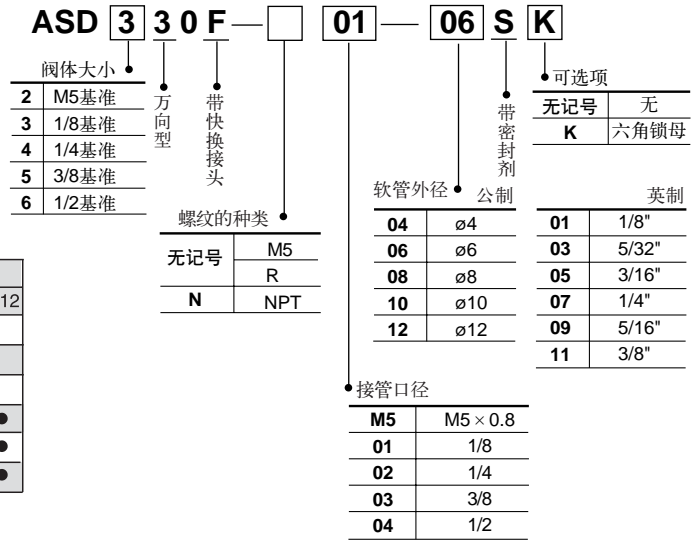 ASD 3 3 0 F — 01 — 06 S K
阀体大小
2 M5基准
3 1/8基准
4 1/4基准
5 3/8基准
6 1/2基准
万向型
带快换接头
螺纹的种类
无记号 M5
R
N NPT
带密封剂
可选项
无记号 无
K 六角锁母
软管外径 公制
04 ø4
06 ø6
08 ø8
10 ø10
12 ø12
英制
01 1/8"
03 5/32"
05 3/16"
07 1/4"
09 5/16"
11 3/8"
接管口径
M5 M5×0.8
01 1/8
02 1/4
03 3/8
04 1/2
12